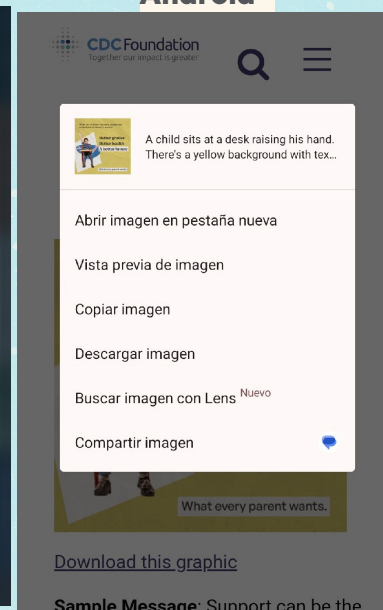 Android
CDC Foundation
Together our impact is greater
A child sits at a desk raising his hand.
There's a yellow background with tex...
Abrir imagen en pestaña nueva
Vista previa de imagen
Copiar imagen
Descargar imagen
Buscar imagen con Lens Nuevo
Compartir imagen
What every parent wants.
Download this graphic
Sample Message: Support can be the